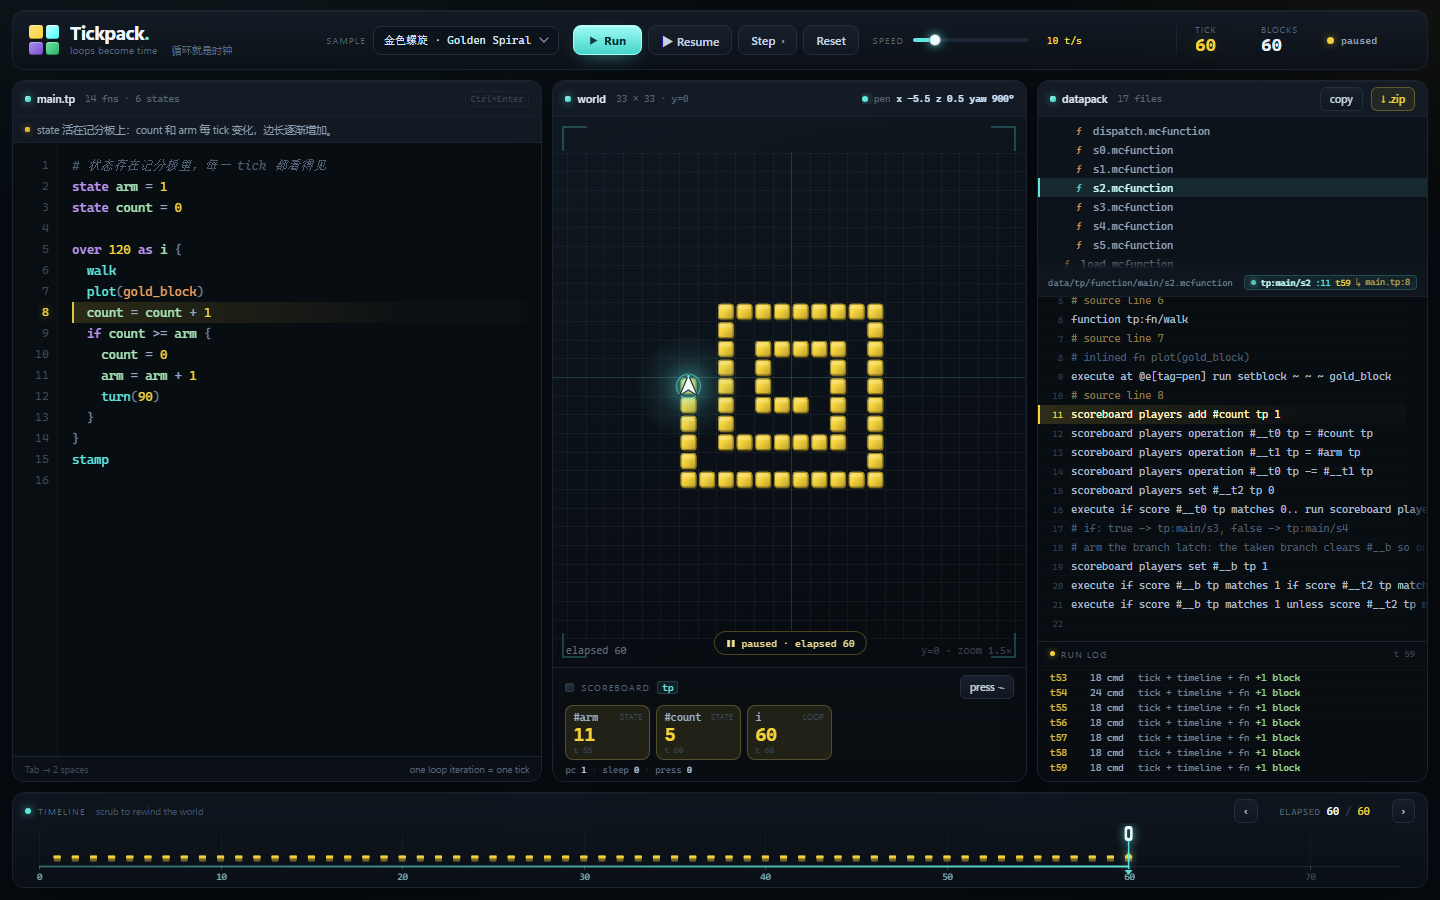 Tickpack.
loops become time 循环就是时钟
SAMPLE 金色螺旋 · Golden Spiral
Run
Resume
Step ›
Reset
SPEED 10 t/s
TICK
60
BLOCKS
60
paused
main.tp 14 fns · 6 states Ctrl+Enter
state 活在记分板上: count 和 arm 每 tick 变化, 边长逐渐增加。
1 # 状态存在记分板里, 每一 tick 都看得见
2 state arm = 1
3 state count = 0
4
5 over 120 as i {
6 walk
7 plot(gold_block)
8 count = count + 1
9 if count >= arm {
10 count = 0
11 arm = arm + 1
12 turn(90)
13 }
14 }
15 stamp
16
Tab → 2 spaces one loop iteration = one tick
world 33 × 33 · y=0 pen x −5.5 z 0.5 yaw 900°
elapsed 60
paused · elapsed 60
y=0 · zoom 1.5×
SCOREBOARD tp press ⤳
#arm STATE
11
t 55
#count STATE
5
t 60
i LOOP
60
t 60
pc 1 · sleep 0 · press 0
datapack 17 files copy ↓.zip
ƒ dispatch.mcfunction
ƒ s0.mcfunction
ƒ s1.mcfunction
ƒ s2.mcfunction
ƒ s3.mcfunction
ƒ s4.mcfunction
ƒ s5.mcfunction
ƒ load.mcfunction
data/tp/function/main/s2.mcfunction tp:main/s2 :11 t59 ↳ main.tp:8
5 # source line 6
6 function tp:fn/walk
7 # source line 7
8 # inlined fn plot(gold_block)
9 execute at @e[tag=pen] run setblock ~ ~ ~ gold_block
10 # source line 8
11 scoreboard players add #count tp 1
12 scoreboard players operation #__t0 tp = #count tp
13 scoreboard players operation #__t1 tp = #arm tp
14 scoreboard players operation #__t0 tp -= #__t1 tp
15 scoreboard players set #__t2 tp 0
16 execute if score #__t0 tp matches 0.. run scoreboard playe
17 # if: true -> tp:main/s3, false -> tp:main/s4
18 # arm the branch latch: the taken branch clears #__b so on
19 scoreboard players set #__b tp 1
20 execute if score #__b tp matches 1 if score #__t2 tp match
21 execute if score #__b tp matches 1 unless score #__t2 tp m
22
RUN LOG t 59
t53 18 cmd tick + timeline + fn +1 block
t54 24 cmd tick + timeline + fn +1 block
t55 18 cmd tick + timeline + fn +1 block
t56 18 cmd tick + timeline + fn +1 block
t57 18 cmd tick + timeline + fn +1 block
t58 18 cmd tick + timeline + fn +1 block
t59 18 cmd tick + timeline + fn +1 block
TIMELINE scrub to rewind the world ‹ ELAPSED 60 / 60 ›
0 10 20 30 40 50 60 70